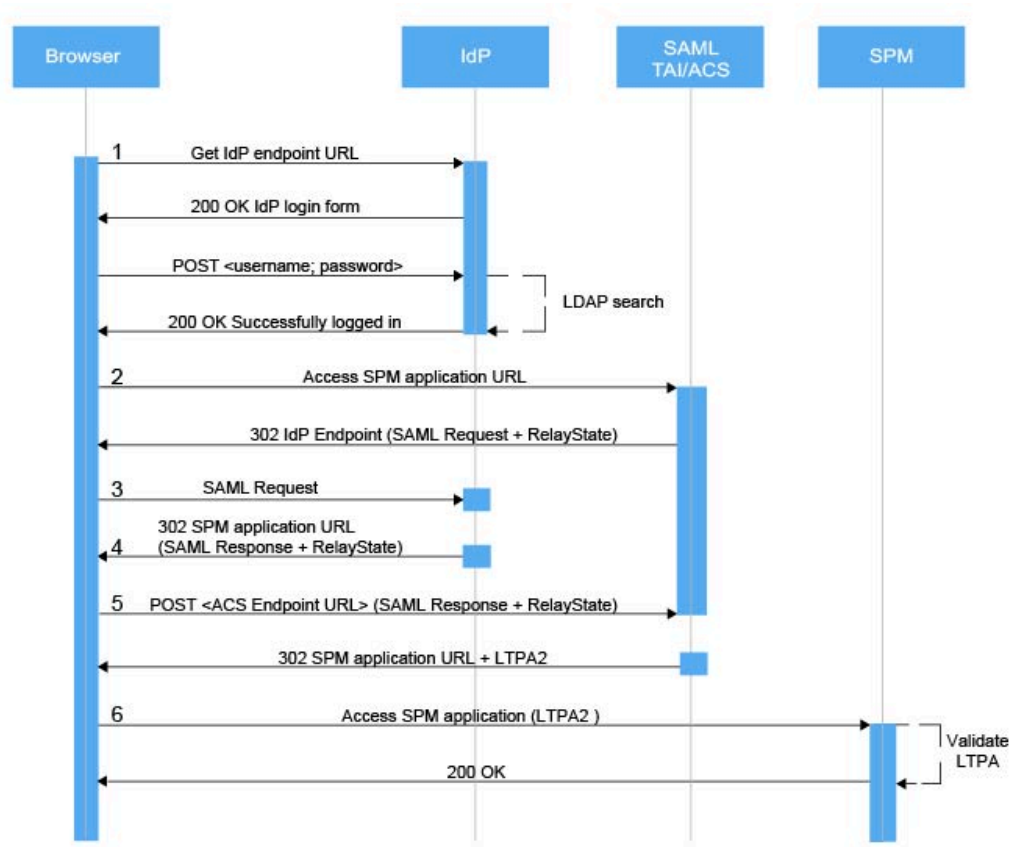 Browser
IdP
SAML
TAI/ACS
SPM
1
Get IdP endpoint URL
200 OK IdP login form
POST <username; password>
LDAP search
200 OK Successfully logged in
2
Access SPM application URL
302 IdP Endpoint (SAML Request + RelayState)
3
SAML Request
302 SPM application URL
4
(SAML Response + RelayState)
5
POST <ACS Endpoint URL> (SAML Response + RelayState)
302 SPM application URL + LTPA2
6
Access SPM application (LTPA2 )
Validate
LTPA
200 OK